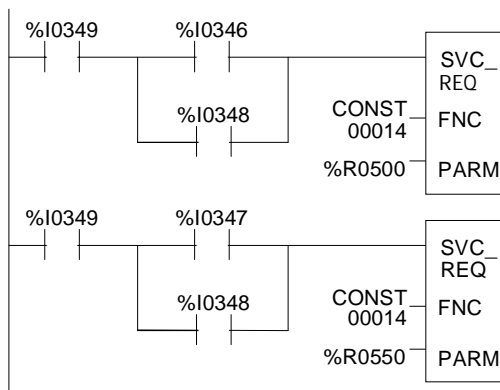 %I0349 %I0346
SVC_
REQ
%I0348
CONST
00014 FNC
%R0500 PARM
%I0349 %I0347
SVC_
REQ
%I0348
CONST
00014 FNC
%R0550 PARM